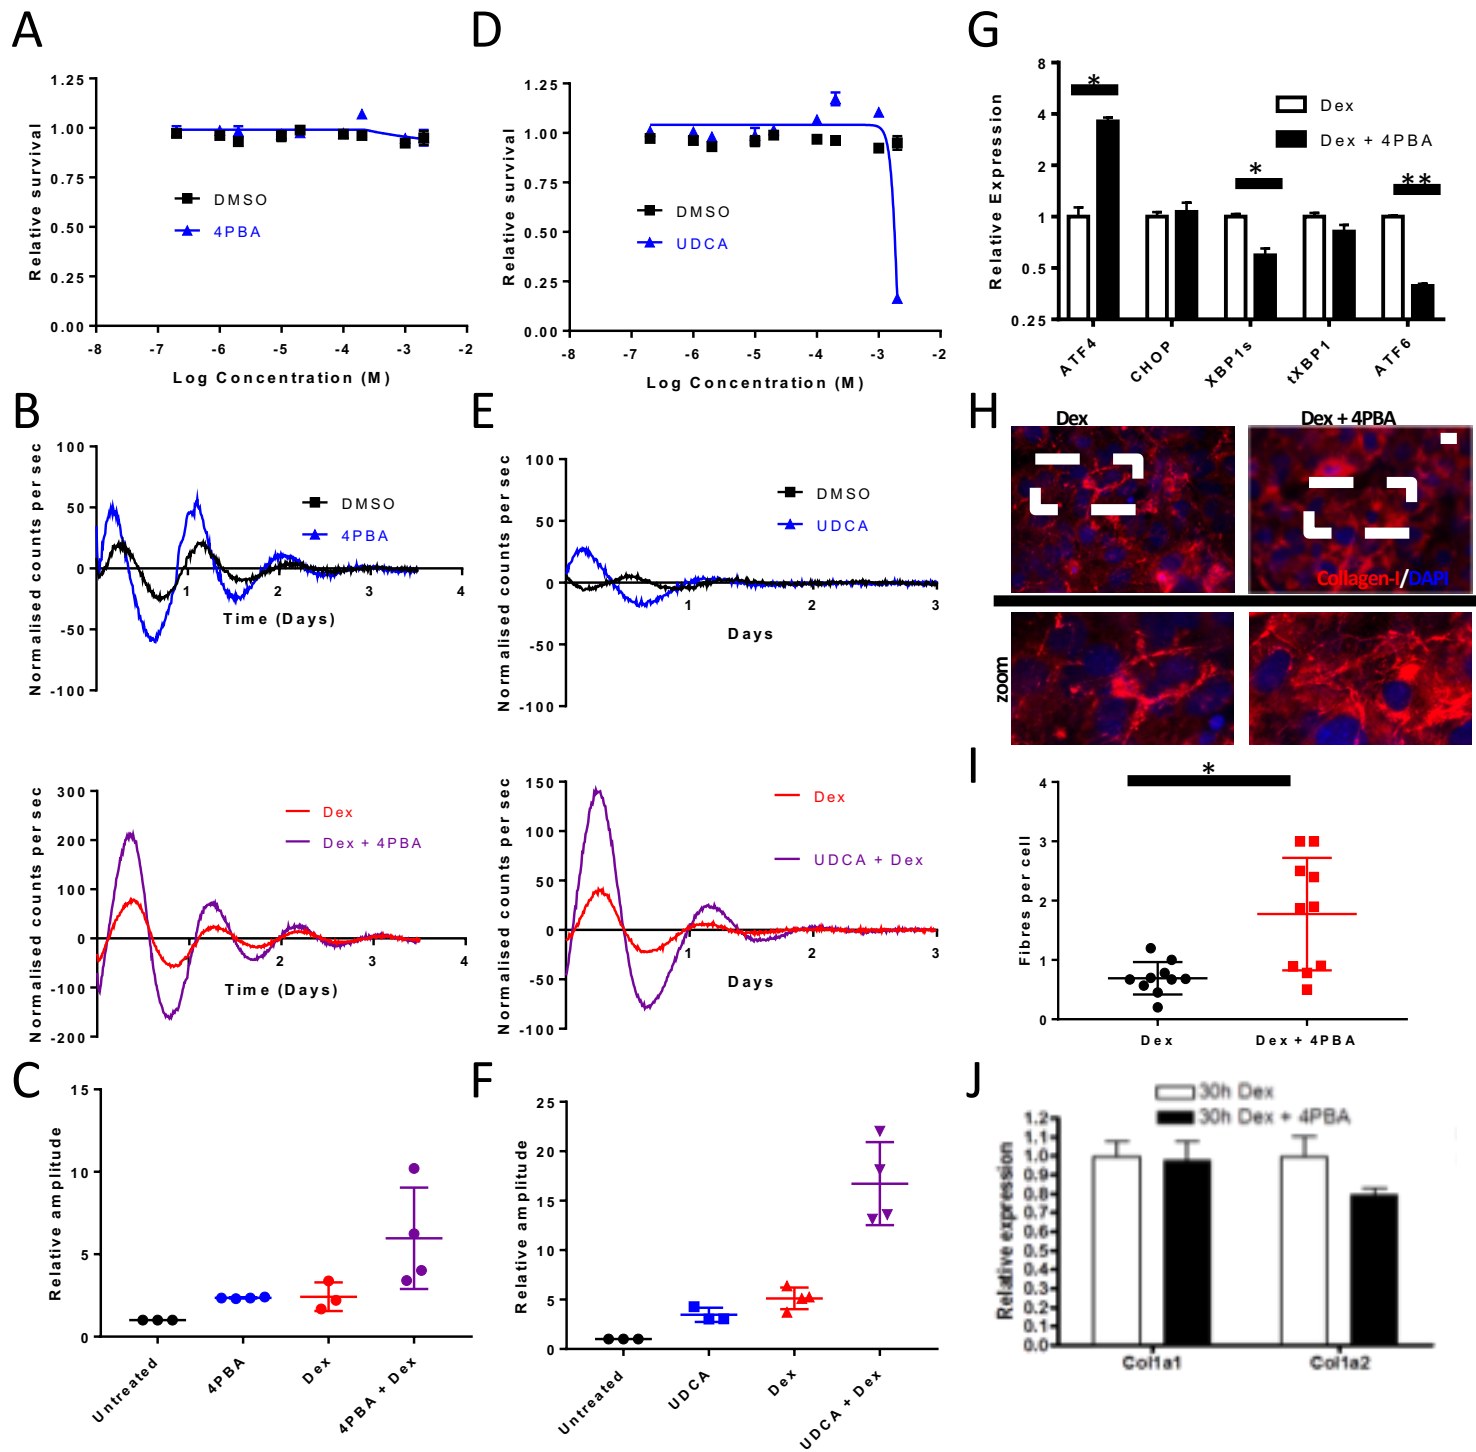 A
1.25
1.00
0.75
0.50
0.25
0.00
Relative survival
DMSO
4PBA
-8 -7 -6 -5 -4 -3 -2
Log Concentration (M)
D
1.25
1.00
0.75
0.50
0.25
0.00
Relative survival
DMSO
UDCA
-8 -7 -6 -5 -4 -3 -2
Log Concentration (M)
G
8
4
2
1
0.5
0.25
Relative Expression
Dex
Dex + 4PBA
*
*
**
ATF4 CHOP XBP1s tXBP1 ATF6
B
100
50
0
-50
-100
Normalised counts per sec
DMSO
4PBA
1 2 3 4
Time (Days)
300
200
100
0
-100
-200
Normalised counts per sec
Dex
Dex + 4PBA
1 2 3 4
Time (Days)
E
100
50
0
-50
-100
Normalised counts per sec
DMSO
UDCA
1 2 3
Days
150
100
50
0
-50
-100
Normalised counts per sec
Dex
UDCA + Dex
1 2 3
Days
H
Dex
Dex + 4PBA
Collagen-I/DAPI
zoom
I
4
3
2
1
0
Fibres per cell
*
Dex
Dex + 4PBA
C
15
10
5
0
Relative amplitude
Untreated 4PBA Dex 4PBA + Dex
F
25
20
15
10
5
0
Relative amplitude
Untreated UDCA Dex UDCA + Dex
J
30h Dex
30h Dex + 4PBA
1.2
1.1
1.0
0.9
0.8
0.7
0.6
0.5
0.4
0.3
0.2
0.1
0.0
Relative expression
Col1a1 Col1a2